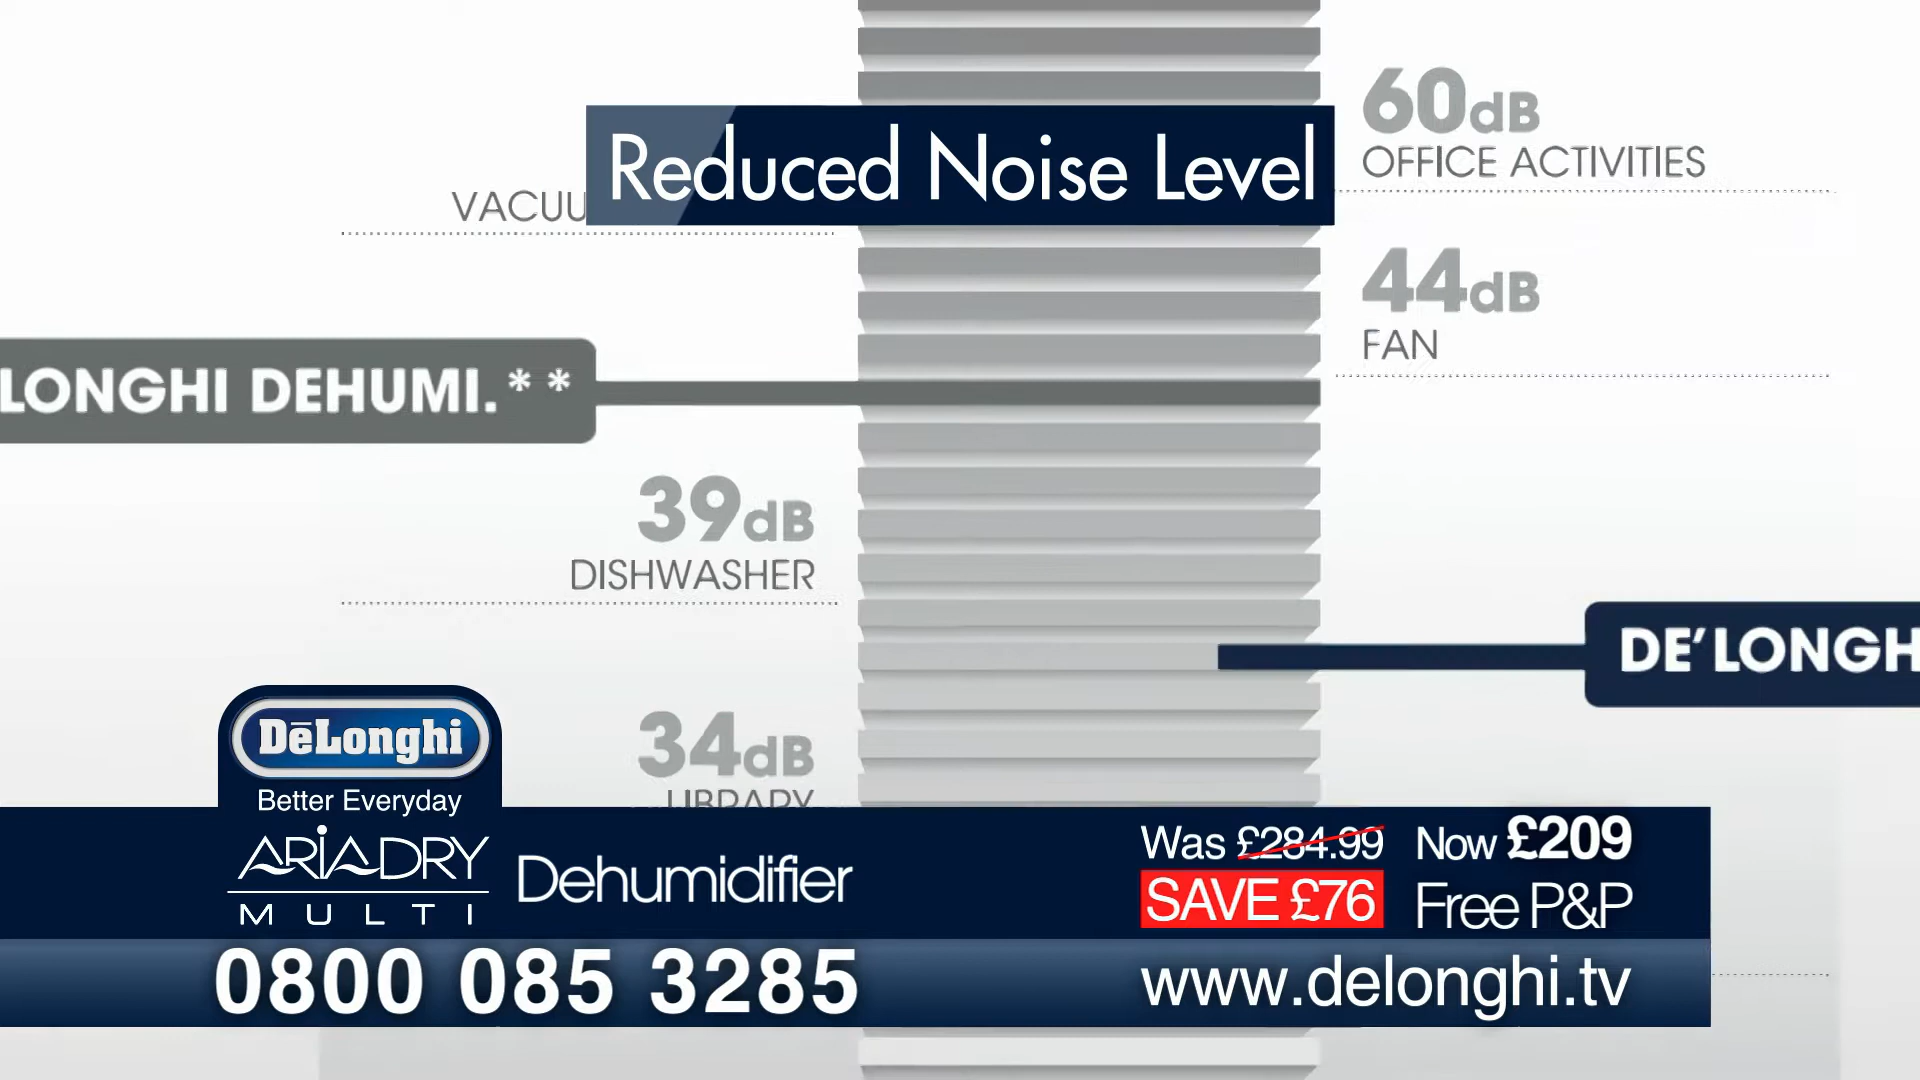 60dB
OFFICE ACTIVITIES
Reduced Noise Level
VACUU
44dB
FAN
LONGHI DEHUMI.**
39dB
DISHWASHER
DE'LONGH
34dB
LIBRARY
DēLonghi
Better Everyday
ARIADRY
MULTI
Dehumidifier
Was £284.99 Now £209
SAVE £76 Free P&P
0800 085 3285
www.delonghi.tv